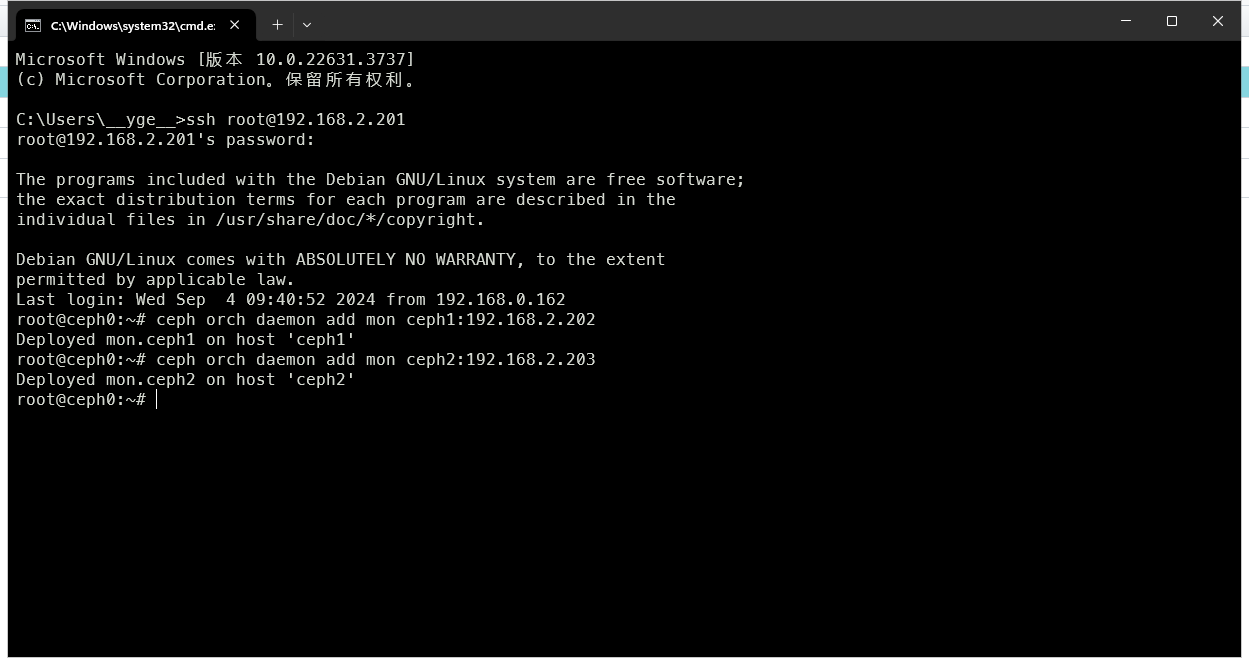 C:\Windows\system32\cmd.e:
Microsoft Windows [版本 10.0.22631.3737]
(c) Microsoft Corporation。保留所有权利。
C:\Users\__yge__>ssh root@192.168.2.201
root@192.168.2.201's password:
The programs included with the Debian GNU/Linux system are free software;
the exact distribution terms for each program are described in the
individual files in /usr/share/doc/*/copyright.
Debian GNU/Linux comes with ABSOLUTELY NO WARRANTY, to the extent
permitted by applicable law.
Last login: Wed Sep  4 09:40:52 2024 from 192.168.0.162
root@ceph0:~# ceph orch daemon add mon ceph1:192.168.2.202
Deployed mon.ceph1 on host 'ceph1'
root@ceph0:~# ceph orch daemon add mon ceph2:192.168.2.203
Deployed mon.ceph2 on host 'ceph2'
root@ceph0:~#